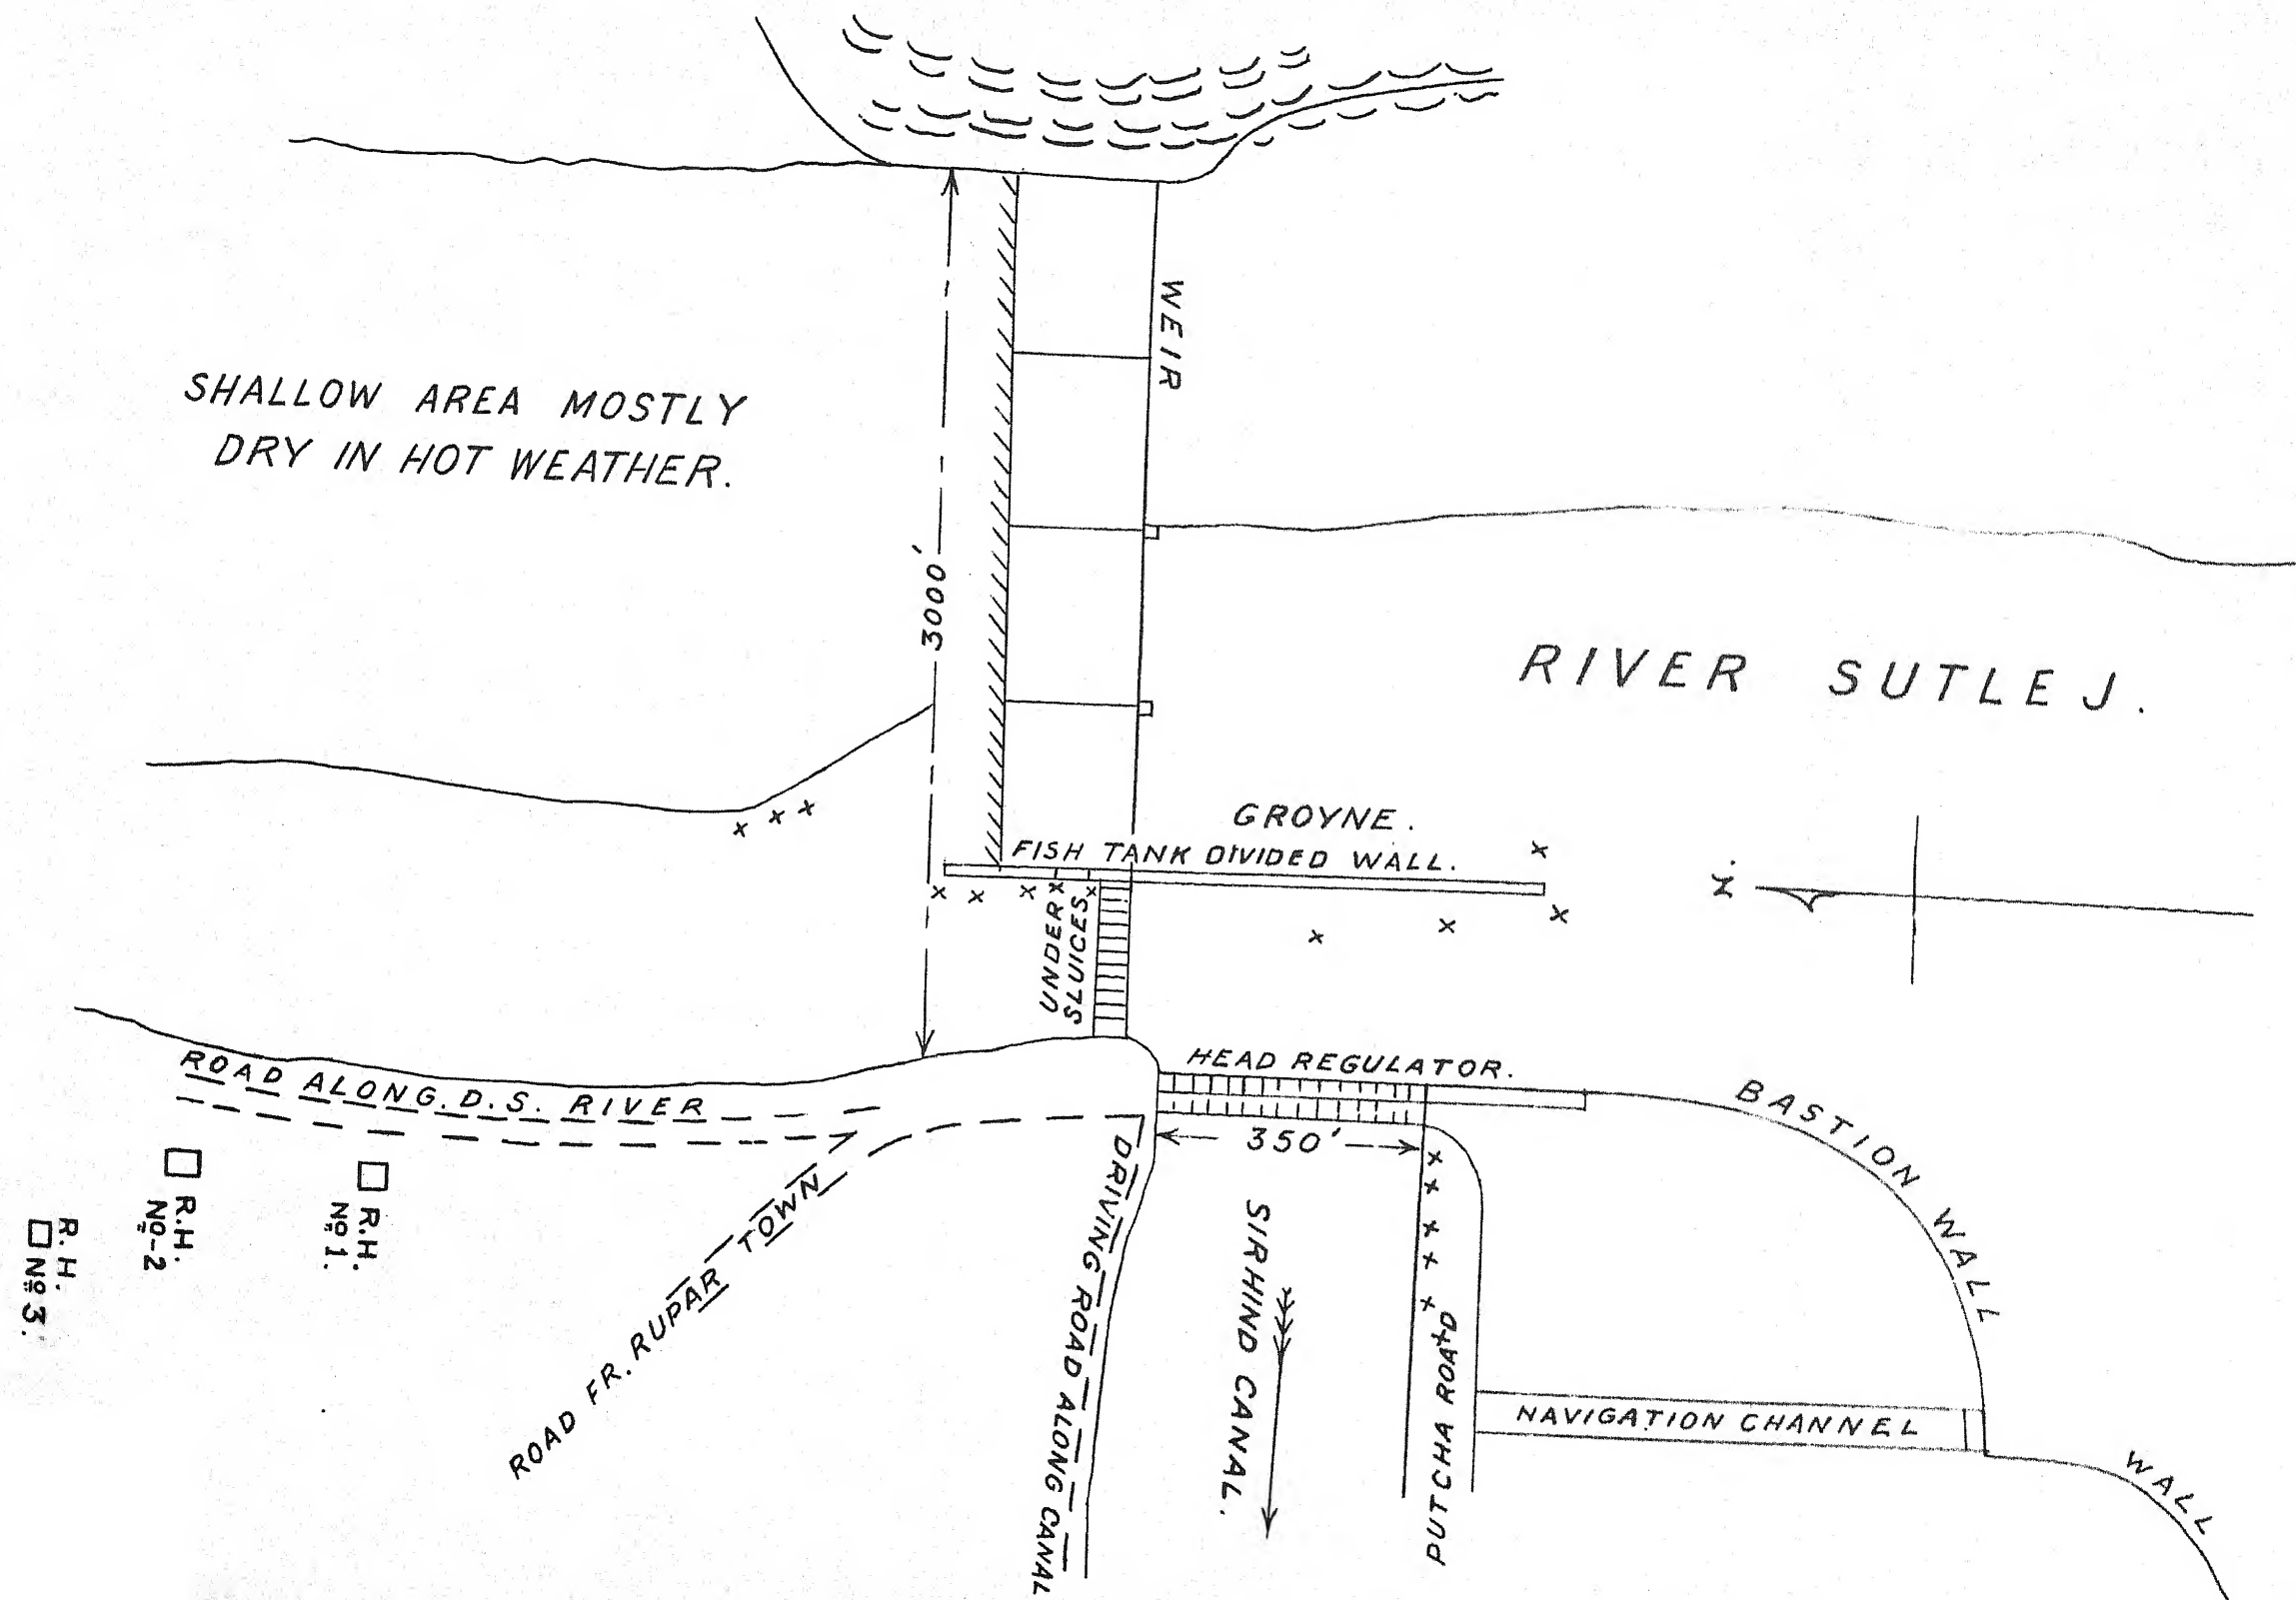 WEIR
SHALLOW AREA MOSTLY
DRY IN HOT WEATHER.
3000'
RIVER SUTLEJ.
GROYNE.
FISH TANK DIVIDED WALL.
N.
UNDER
SLUICES
HEAD REGULATOR.
350'
BASTION WALL
ROAD ALONG D.S. RIVER
R.H.
No 1.
R.H.
No-2
R.H.
No 3.
ROAD FR. RUPAR TOWN
DRIVING ROAD ALONG CANAL
SIRHIND CANAL.
PUTCHA ROAD
NAVIGATION CHANNEL
WALL